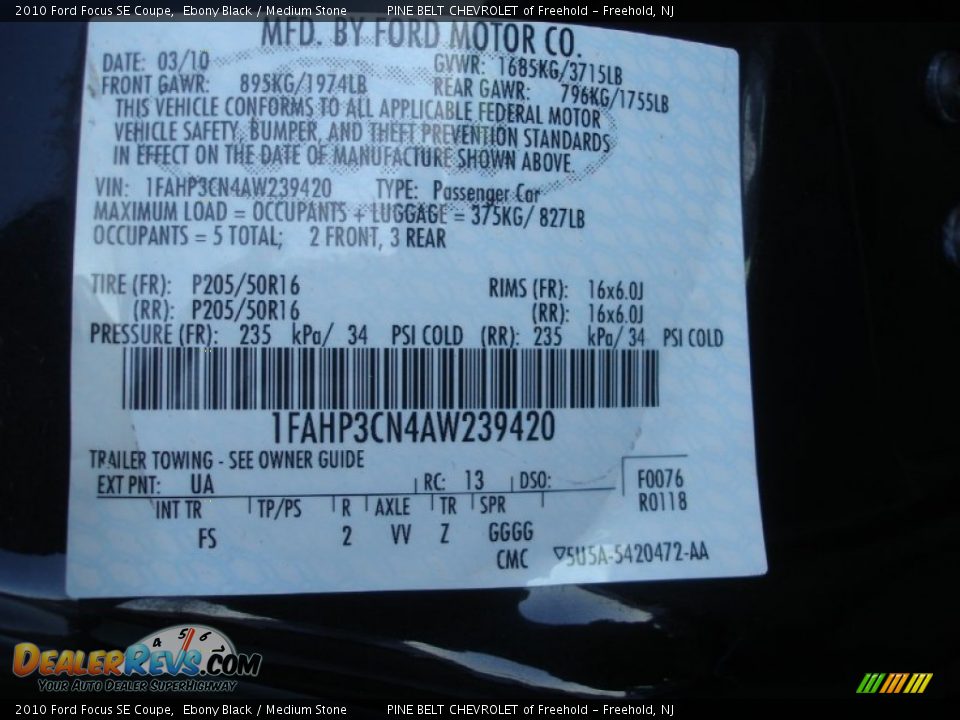 2010 Ford Focus SE Coupe, Ebony Black / Medium Stone PINE BELT CHEVROLET of Freehold - Freehold, NJ
MFD. BY FORD MOTOR CO.
DATE: 03/10 GVWR: 1685KG/3715LB
FRONT GAWR: 895KG/1974LB REAR GAWR: 796KG/1755LB
THIS VEHICLE CONFORMS TO ALL APPLICABLE FEDERAL MOTOR
VEHICLE SAFETY, BUMPER, AND THEFT PREVENTION STANDARDS
IN EFFECT ON THE DATE OF MANUFACTURE SHOWN ABOVE.
VIN: 1FAHP3CN4AW239420 TYPE: Passenger Car
MAXIMUM LOAD = OCCUPANTS + LUGGAGE = 375KG/ 827LB
OCCUPANTS = 5 TOTAL; 2 FRONT, 3 REAR
TIRE (FR): P205/50R16 RIMS (FR): 16x6.0J
(RR): P205/50R16 (RR): 16x6.0J
PRESSURE (FR): 235 kPa/ 34 PSI COLD (RR): 235 kPa/ 34 PSI COLD
1FAHP3CN4AW239420
TRAILER TOWING - SEE OWNER GUIDE
EXT PNT: UA RC: 13 DSO: F0076
R0118
INT TR TP/PS R AXLE TR SPR
FS 2 VV Z GGGG
CMC ▽5U5A-5420472-AA
4 5 6
DEALERREVS.COM
YOUR AUTO DEALER SUPERHIGHWAY
2010 Ford Focus SE Coupe, Ebony Black / Medium Stone PINE BELT CHEVROLET of Freehold - Freehold, NJ